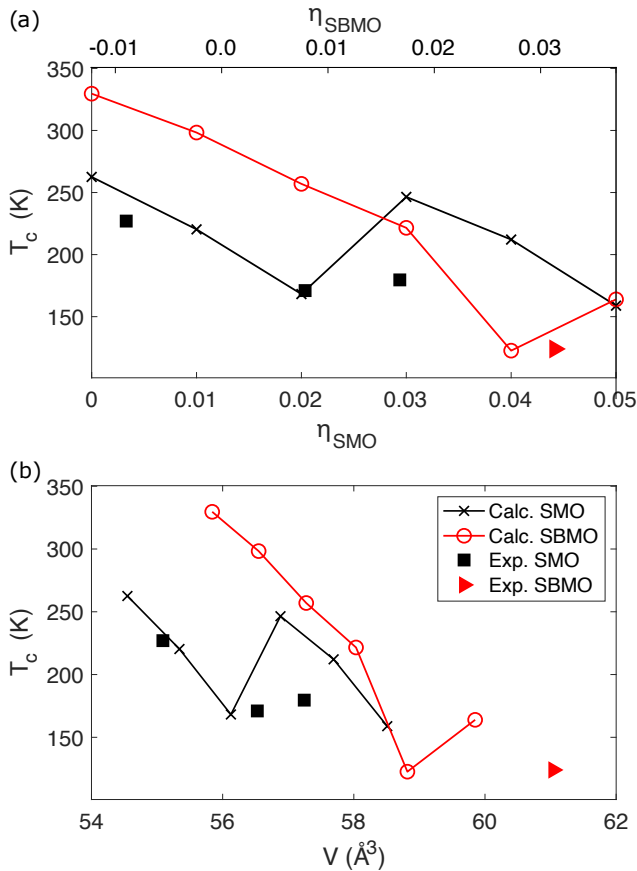 (a)
η_SBMO
-0.01 0.0 0.01 0.02 0.03
350
300
250
200
150
T_c (K)
0 0.01 0.02 0.03 0.04 0.05
η_SMO
(b)
350
300
250
200
150
T_c (K)
Calc. SMO
Calc. SBMO
Exp. SMO
Exp. SBMO
54 56 58 60 62
V (Å³)